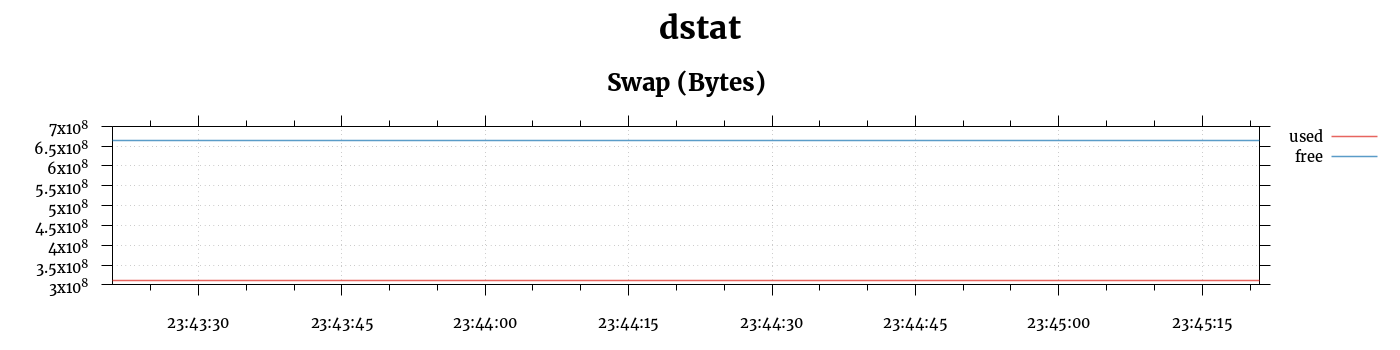 dstat
Swap (Bytes)
7x10⁸
6.5x10⁸
6x10⁸
5.5x10⁸
5x10⁸
4.5x10⁸
4x10⁸
3.5x10⁸
3x10⁸
used
free
23:43:30 23:43:45 23:44:00 23:44:15 23:44:30 23:44:45 23:45:00 23:45:15